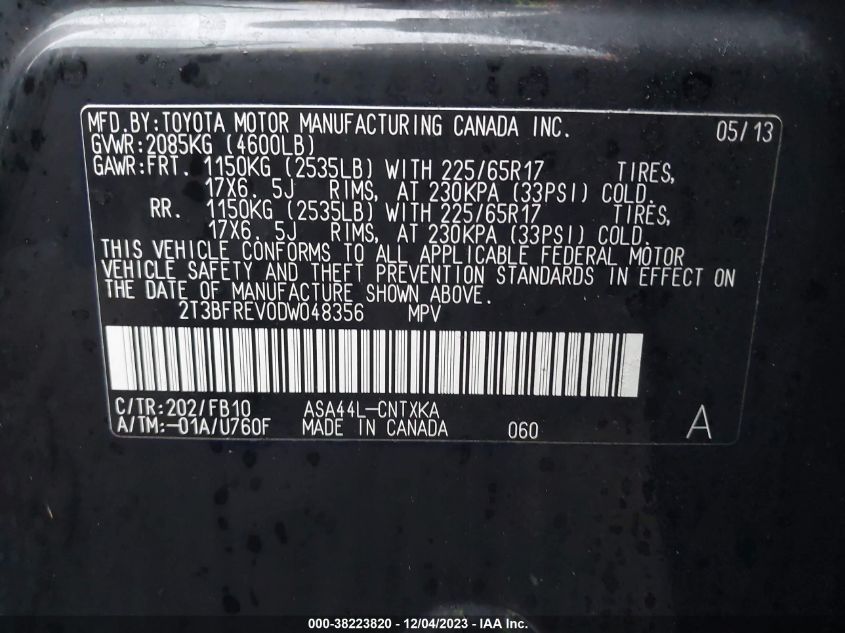 MFD.BY:TOYOTA MOTOR MANUFACTURING CANADA INC. 05/13
GVWR:2085KG (4600LB)
GAWR:FRT. 1150KG (2535LB) WITH 225/65R17 TIRES,
17X6. 5J RIMS, AT 230KPA (33PSI) COLD.
RR. 1150KG (2535LB) WITH 225/65R17 TIRES,
17X6. 5J RIMS, AT 230KPA (33PSI) COLD.
THIS VEHICLE CONFORMS TO ALL APPLICABLE FEDERAL MOTOR
VEHICLE SAFETY AND THEFT PREVENTION STANDARDS IN EFFECT ON
THE DATE OF MANUFACTURE SHOWN ABOVE.
2T3BFREV0DW048356 MPV
C/TR:202/FB10 ASA44L-CNTXKA
A/TM:-01A/U760F MADE IN CANADA 060 A
000-38223820 - 12/04/2023 - IAA Inc.